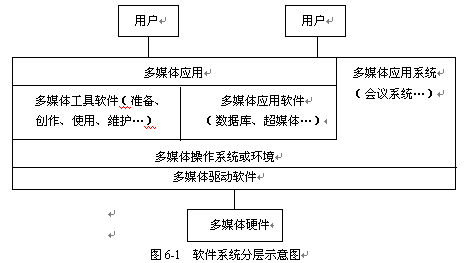 用户
用户
多媒体应用
多媒体应用系统
（会议系统…）
多媒体工具软件（准备、
创作、使用、维护…）
多媒体应用软件
（数据库、超媒体…）
多媒体操作系统或环境
多媒体驱动软件
多媒体硬件
图 6-1 软件系统分层示意图